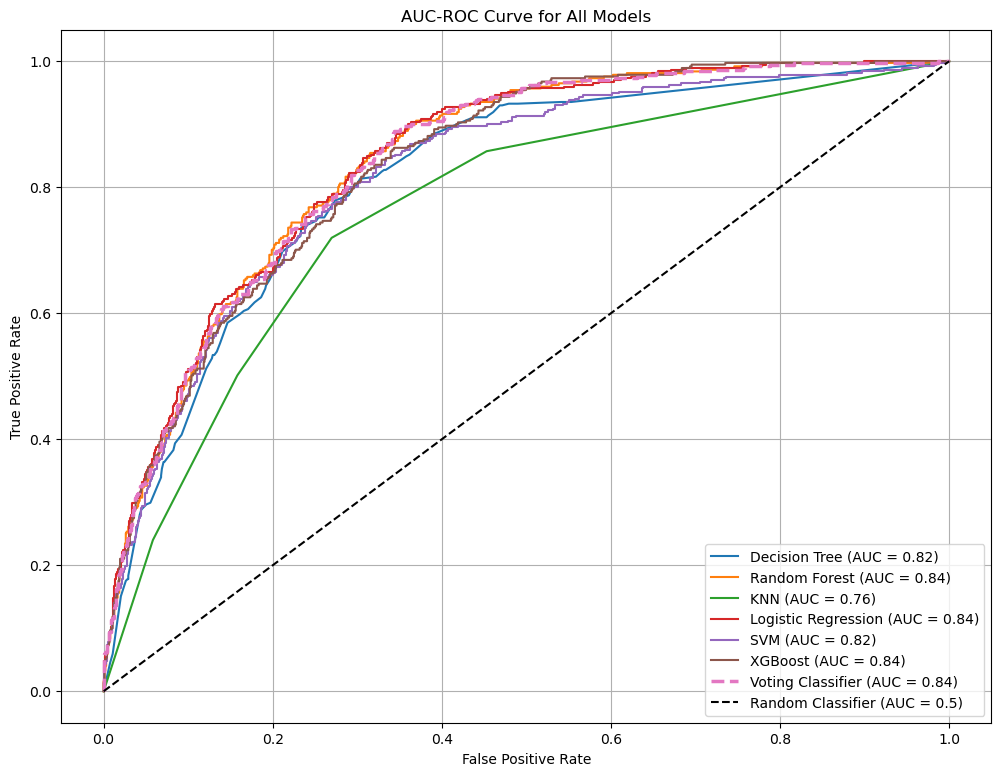 AUC-ROC Curve for All Models
True Positive Rate
1.0
0.8
0.6
0.4
0.2
0.0
0.0
0.2
0.4
0.6
0.8
1.0
False Positive Rate
Decision Tree (AUC = 0.82)
Random Forest (AUC = 0.84)
KNN (AUC = 0.76)
Logistic Regression (AUC = 0.84)
SVM (AUC = 0.82)
XGBoost (AUC = 0.84)
Voting Classifier (AUC = 0.84)
Random Classifier (AUC = 0.5)